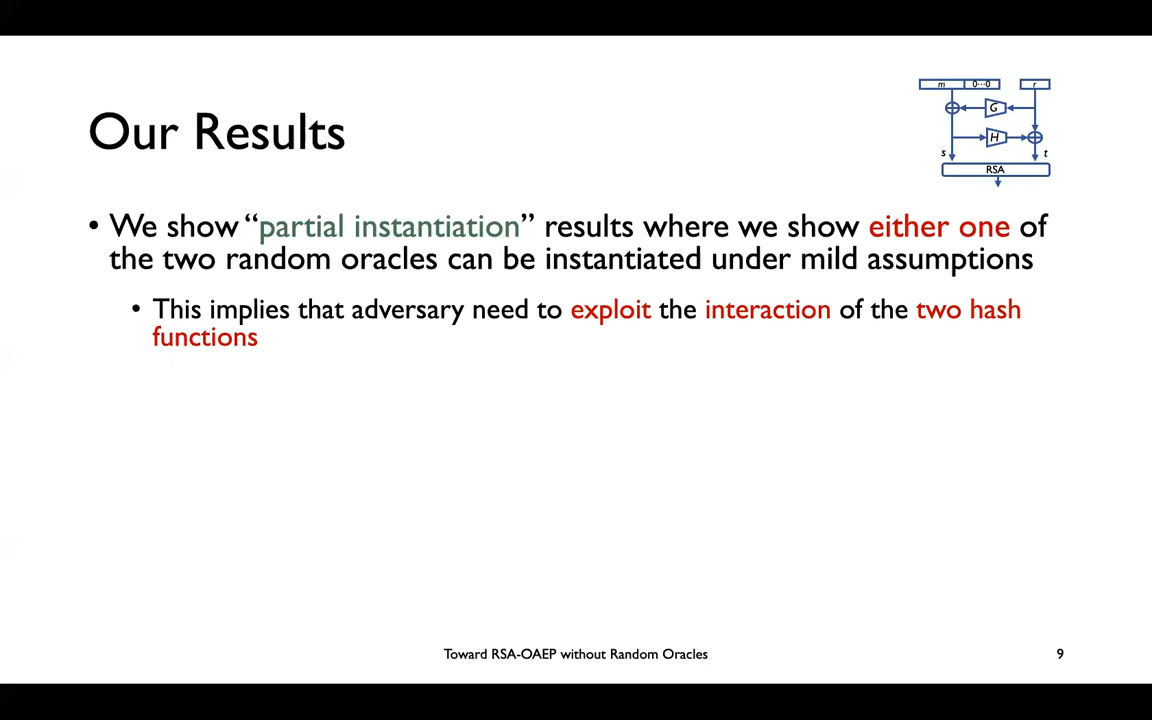 m 0…0 r
G
Our Results
H
s t
RSA
• We show “partial instantiation” results where we show either one of
the two random oracles can be instantiated under mild assumptions
• This implies that adversary need to exploit the interaction of the two hash
functions
Toward RSA-OAEP without Random Oracles
9